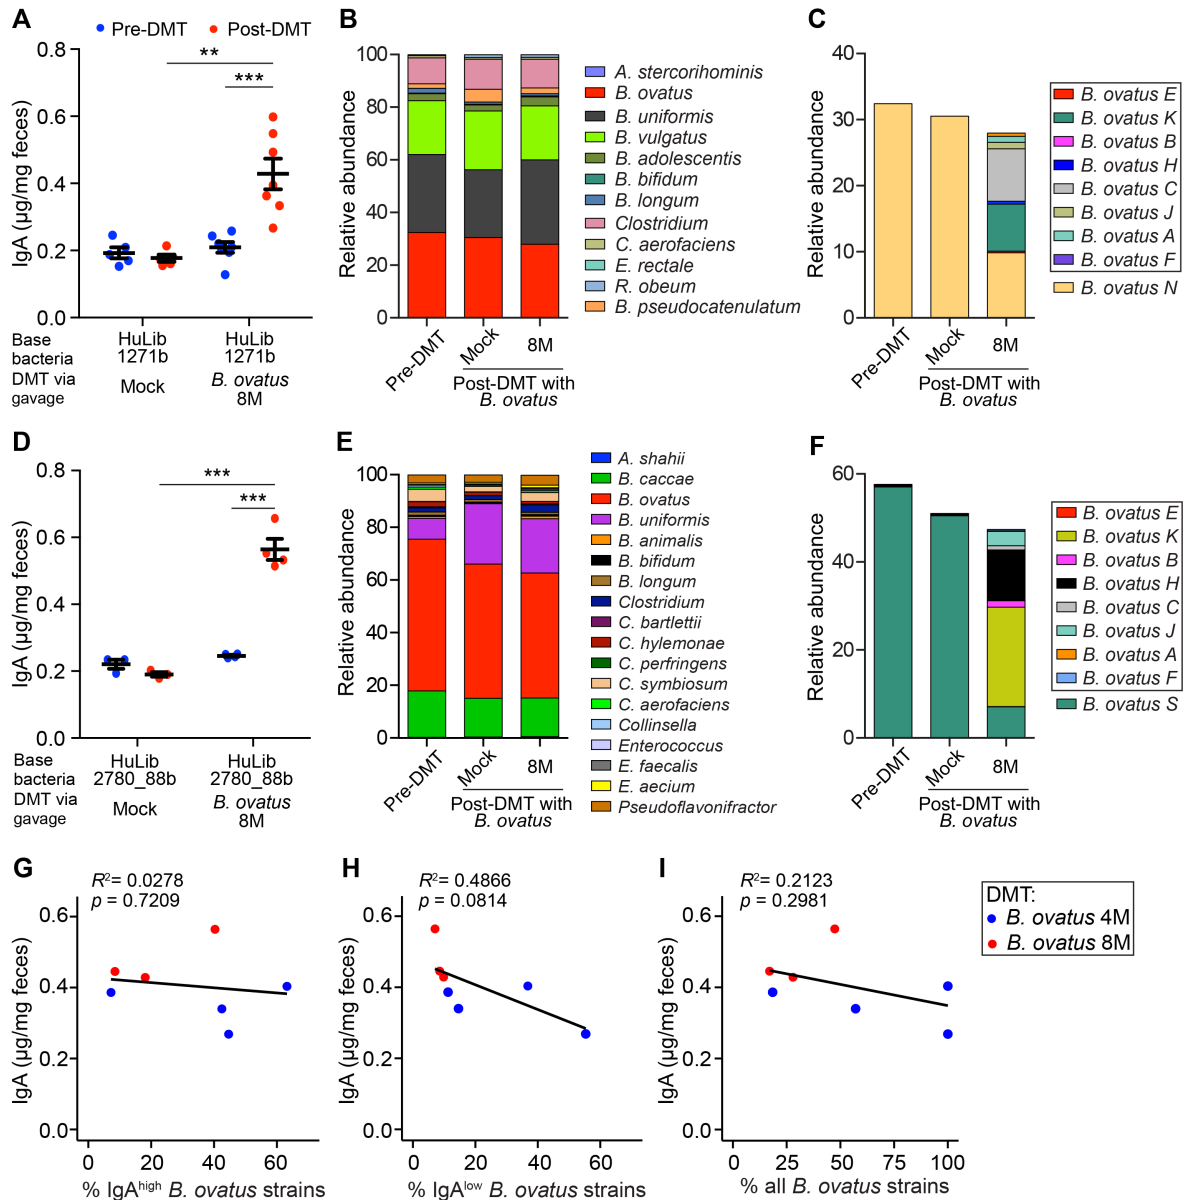 A
Pre-DMT
Post-DMT
IgA (µg/mg feces)
0.8
0.6
0.4
0.2
0.0
**
***
Base
bacteria
DMT via
gavage
HuLib
1271b
Mock
HuLib
1271b
B. ovatus
8M
B
Relative abundance
100
80
60
40
20
0
Pre-DMT
Mock
8M
Post-DMT with
B. ovatus
A. stercorihominis
B. ovatus
B. uniformis
B. vulgatus
B. adolescentis
B. bifidum
B. longum
Clostridium
C. aerofaciens
E. rectale
R. obeum
B. pseudocatenulatum
C
Relative abundance
40
30
20
10
0
Pre-DMT
Mock
8M
Post-DMT with
B. ovatus
B. ovatus E
B. ovatus K
B. ovatus B
B. ovatus H
B. ovatus C
B. ovatus J
B. ovatus A
B. ovatus F
B. ovatus N
D
IgA (µg/mg feces)
0.8
0.6
0.4
0.2
0.0
***
***
Base
bacteria
DMT via
gavage
HuLib
2780_88b
Mock
HuLib
2780_88b
B. ovatus
8M
E
Relative abundance
100
80
60
40
20
0
Pre-DMT
Mock
8M
Post-DMT with
B. ovatus
A. shahii
B. caccae
B. ovatus
B. uniformis
B. animalis
B. bifidum
B. longum
Clostridium
C. bartlettii
C. hylemonae
C. perfringens
C. symbiosum
C. aerofaciens
Collinsella
Enterococcus
E. faecalis
E. aecium
Pseudoflavonifractor
F
Relative abundance
60
40
20
0
Pre-DMT
Mock
8M
Post-DMT with
B. ovatus
B. ovatus E
B. ovatus K
B. ovatus B
B. ovatus H
B. ovatus C
B. ovatus J
B. ovatus A
B. ovatus F
B. ovatus S
G
R²= 0.0278
p = 0.7209
IgA (µg/mg feces)
0.6
0.4
0.2
0.0
0 20 40 60
% IgAhigh B. ovatus strains
H
R²= 0.4866
p = 0.0814
IgA (µg/mg feces)
0.6
0.4
0.2
0.0
0 20 40 60
% IgAlow B. ovatus strains
I
R²= 0.2123
p = 0.2981
IgA (µg/mg feces)
0.6
0.4
0.2
0.0
0 25 50 75 100
% all B. ovatus strains
DMT:
B. ovatus 4M
B. ovatus 8M